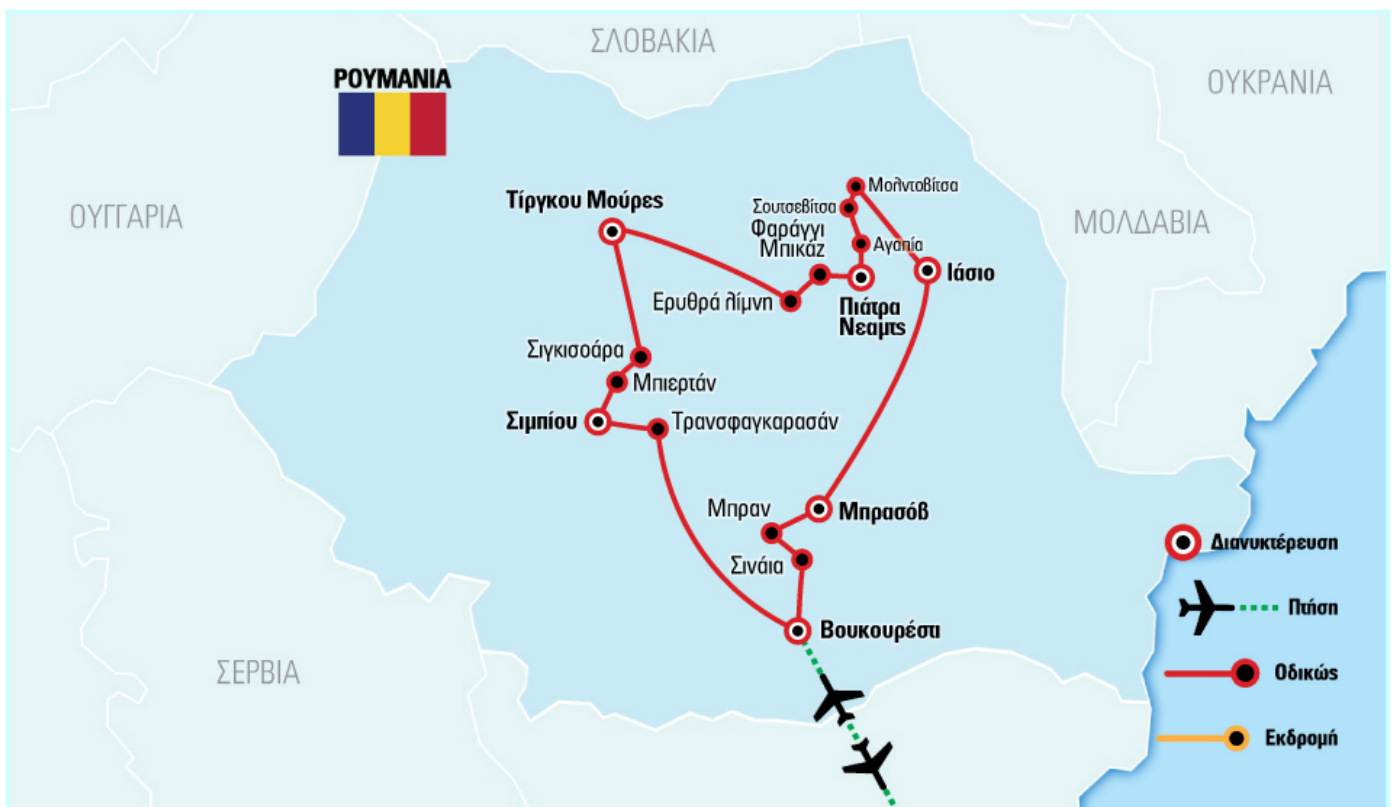 ΣΛΟΒΑΚΙΑ
ΡΟΥΜΑΝΙΑ
ΟΥΚΡΑΝΙΑ
ΟΥΓΓΑΡΙΑ
ΜΟΛΔΑΒΙΑ
Μολντοβίτσα
Τίργκου Μούρες
Σουτσεβίτσα
Φαράγγι
Μπικάζ
Αγαπία
Ιάσιο
Ερυθρά λίμνη
Πιάτρα
Νεαμτς
Σιγκισοάρα
Μπιερτάν
Σιμπίου
Τρανσφαγκαρασάν
Μπραν
Μπρασόβ
Σινάια
Βουκουρέστι
ΣΕΡΒΙΑ
Διανυκτέρευση
Πτήση
Οδικώς
Εκδρομή